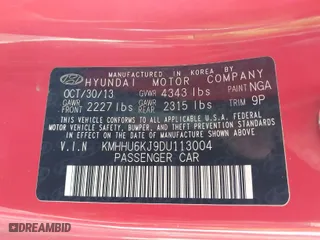 MANUFACTURED IN KOREA BY
HYUNDAI MOTOR COMPANY
OCT/30/13 GVWR 4343 lbs PAINT NGA
GAWR FRONT 2227 lbs GAWR REAR 2315 lbs TRIM 9P
THIS VEHICLE CONFORMS TO ALL APPLICABLE
U.S.A. FEDERAL MOTOR VEHICLE SAFETY, BUMPER,
AND THEFT PREVENTION STANDARDS IN EFFECT ON
THE DATE OF MANUFACTURE SHOWN ABOVE.
V.I.N KMHHU6KJ9DU113004
PASSENGER CAR